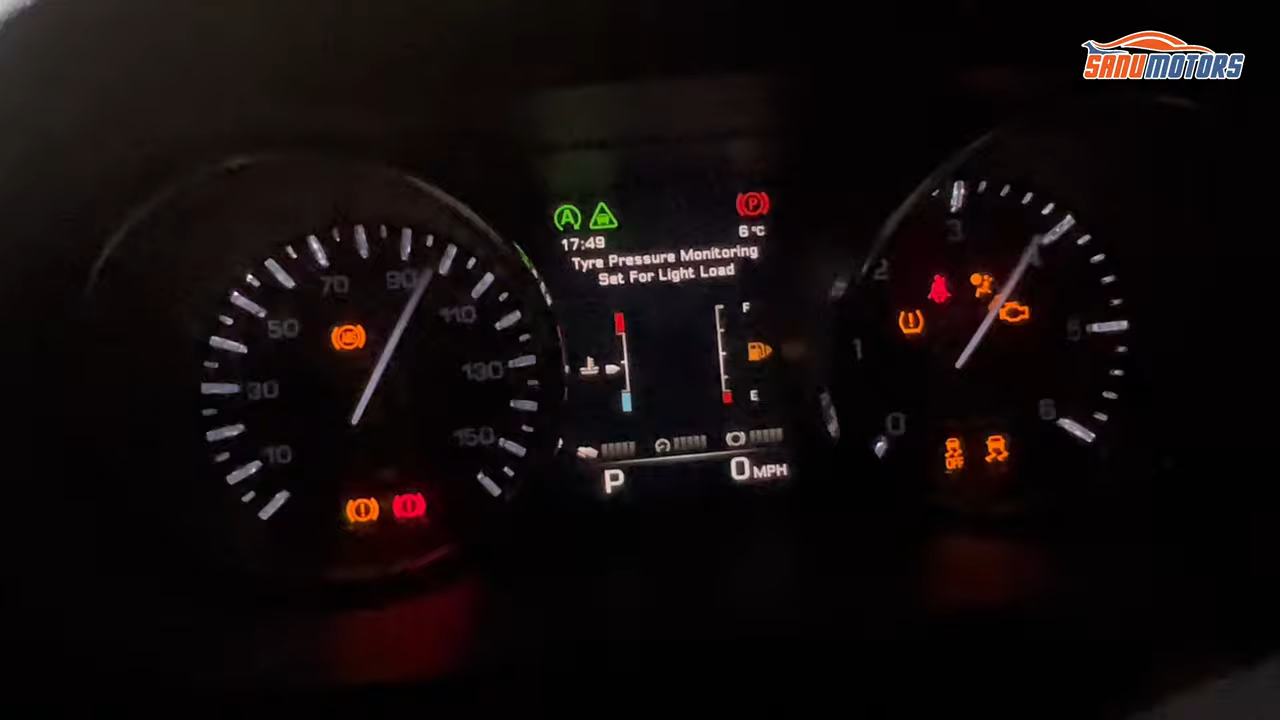 SANUMOTORS
17:49
6°C
Tyre Pressure Monitoring
Set For Light Load
10
30
50
70
90
110
130
150
F
E
P
0 MPH
0
1
2
3
4
5
6
A
P
ABS
OFF